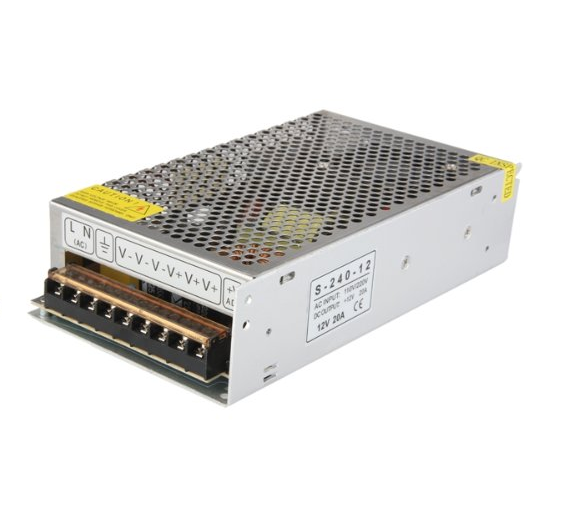 CAUTION
L N
(AC)
V- V- V- V+ V+ V+
S-240-12
AC INPUT: 110V/220V
DC OUTPUT: +12V 20A
12V 20A CE